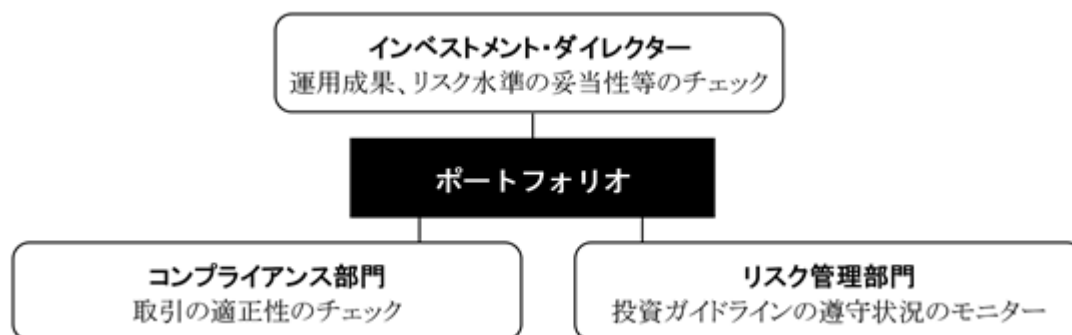 インベストメント・ダイレクター
運用成果、リスク水準の妥当性等のチェック
ポートフォリオ
コンプライアンス部門
取引の適正性のチェック
リスク管理部門
投資ガイドラインの遵守状況のモニター